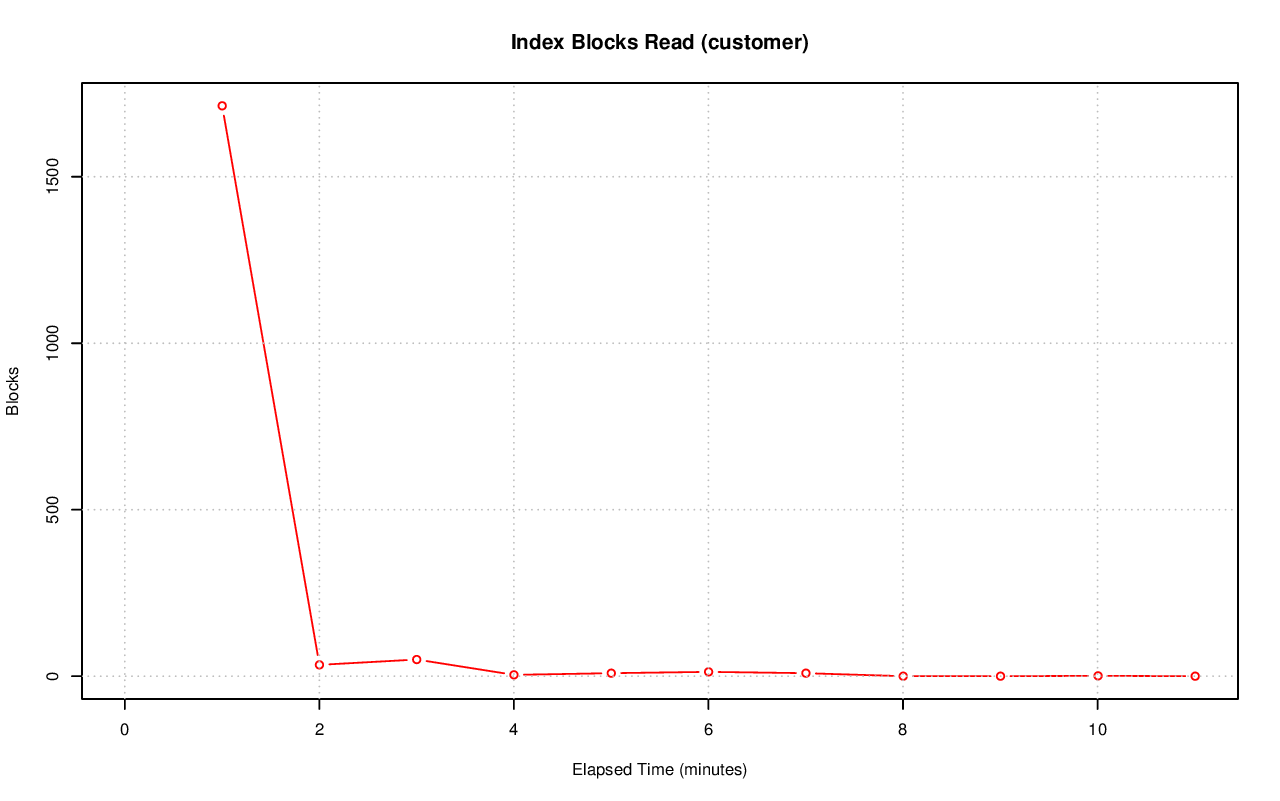 Index Blocks Read (customer)
1500
1000
500
0
Blocks
0 2 4 6 8 10
Elapsed Time (minutes)